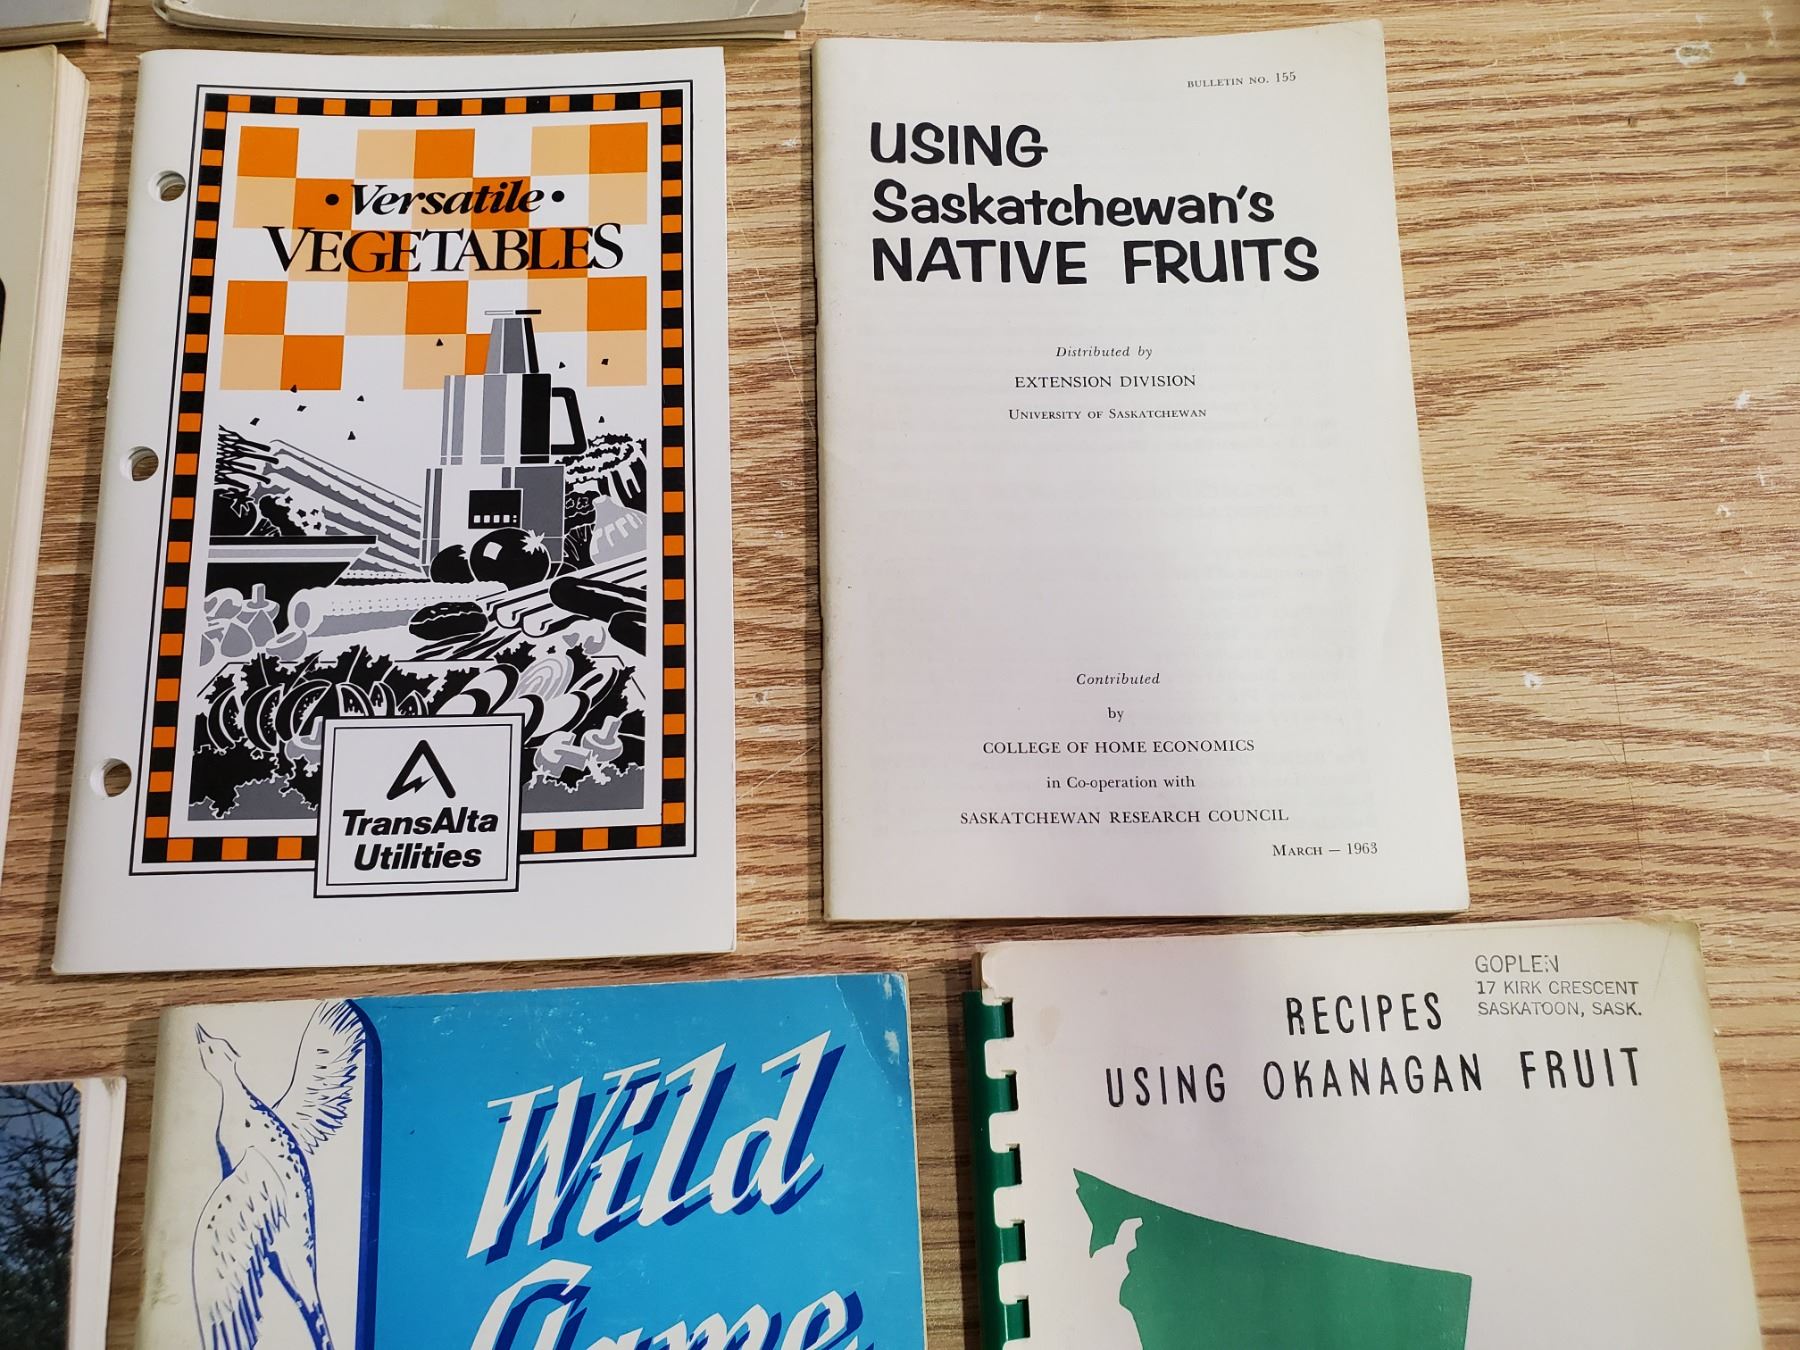 • Versatile •
VEGETABLES
TransAlta
Utilities
BULLETIN NO. 155
USING
Saskatchewan's
NATIVE FRUITS
Distributed by
EXTENSION DIVISION
UNIVERSITY OF SASKATCHEWAN
Contributed
by
COLLEGE OF HOME ECONOMICS
in Co-operation with
SASKATCHEWAN RESEARCH COUNCIL
MARCH — 1963
Wild
Game
GOPLEN
17 KIRK CRESCENT
SASKATOON, SASK.
RECIPES
USING OKANAGAN FRUIT